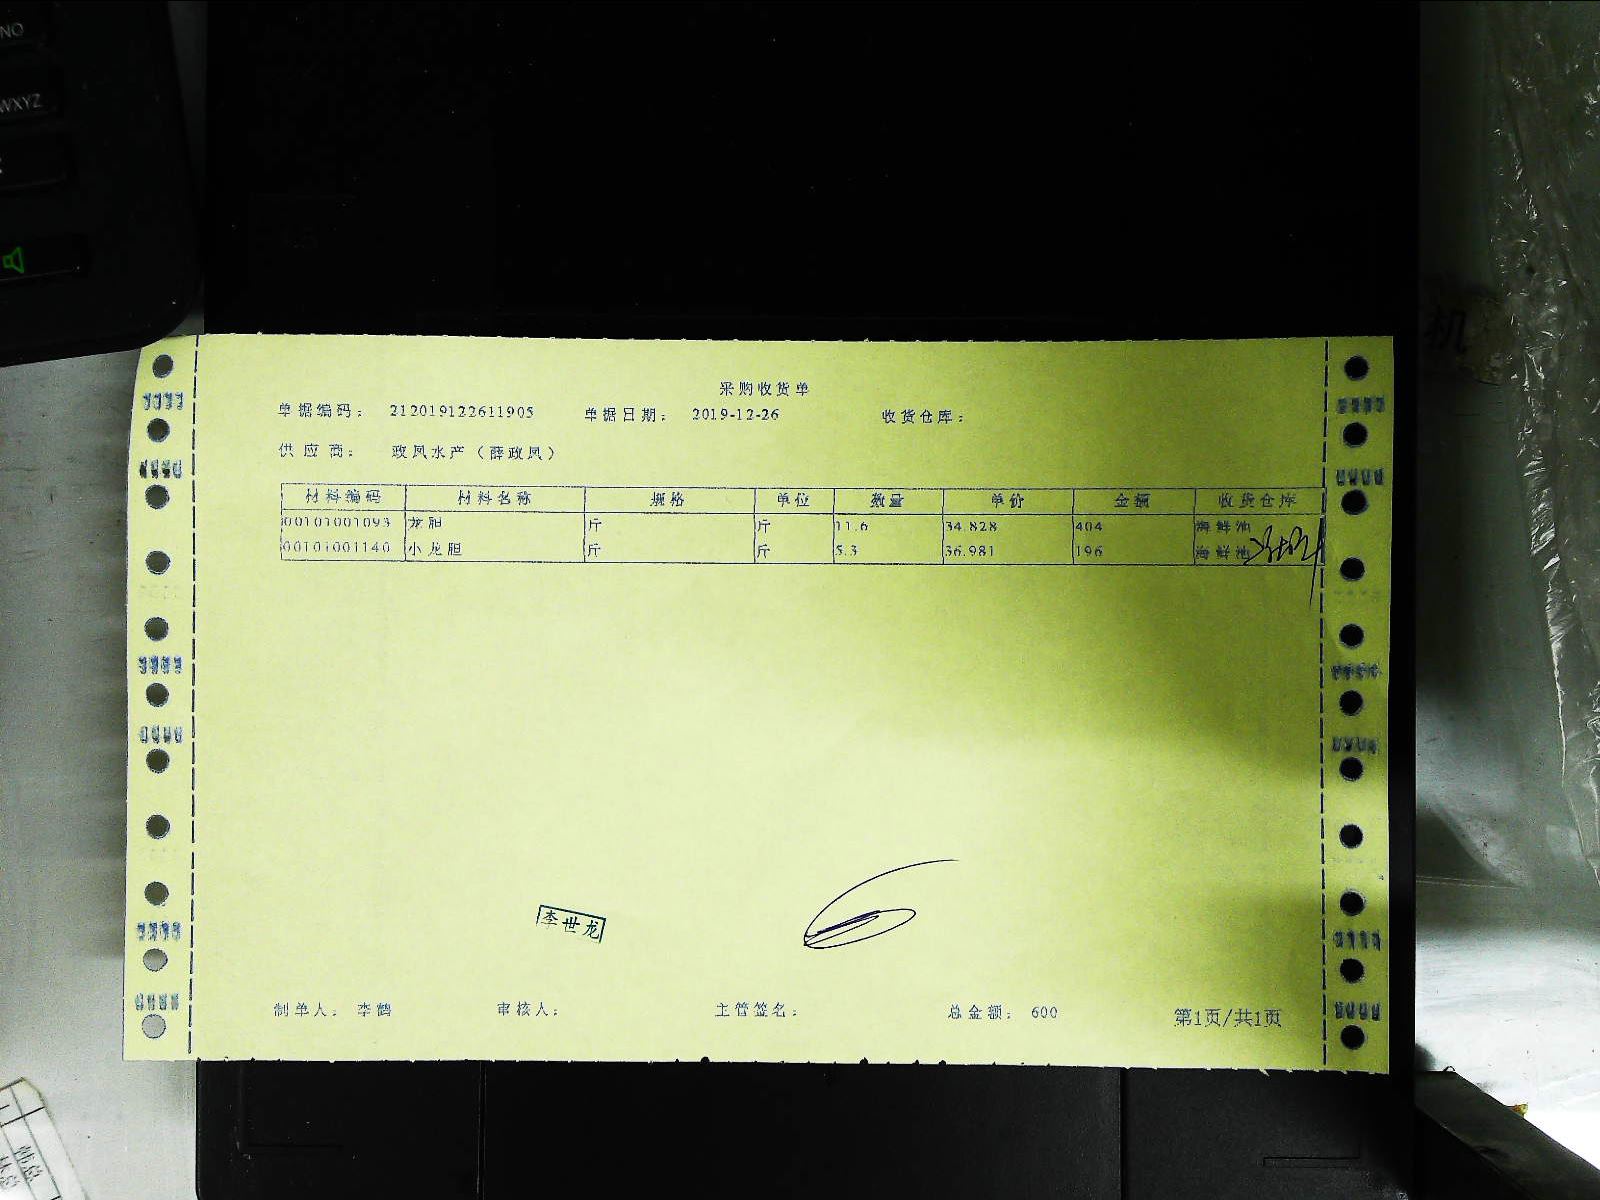 NO
WXYZ
机
采购收货单
单据编码： 212019122611905 单据日期： 2019-12-26 收货仓库：
供应商： 政凤水产（薛政凤）
材料编码 材料名称 规格 单位 数量 单价 金额 收货仓库
00101001093 龙胆 斤 斤 11.6 34.828 404 海鲜池
00101001140 小龙胆 斤 斤 5.3 36.981 196 海鲜池
李世龙
制单人： 李鹤 审核人： 主管签名： 总金额： 600 第1页/共1页